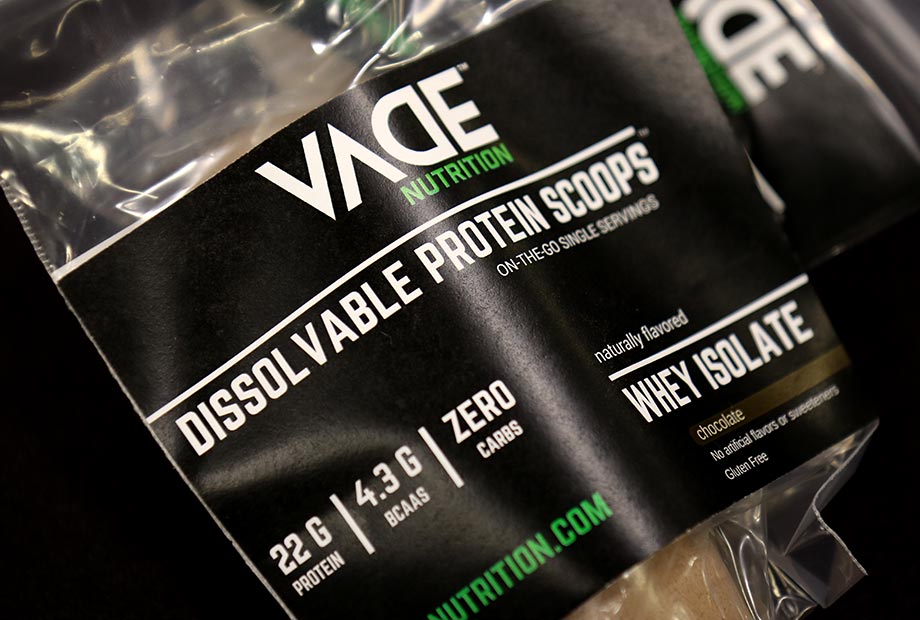 VADE™
NUTRITION
DISSOLVABLE PROTEIN SCOOPS™
ON-THE-GO SINGLE SERVINGS
22 G
PROTEIN
4.3 G
BCAAS
ZERO
CARBS
naturally flavored
WHEY ISOLATE
chocolate
No artificial flavors or sweeteners
Gluten Free
NUTRITION.COM
DE